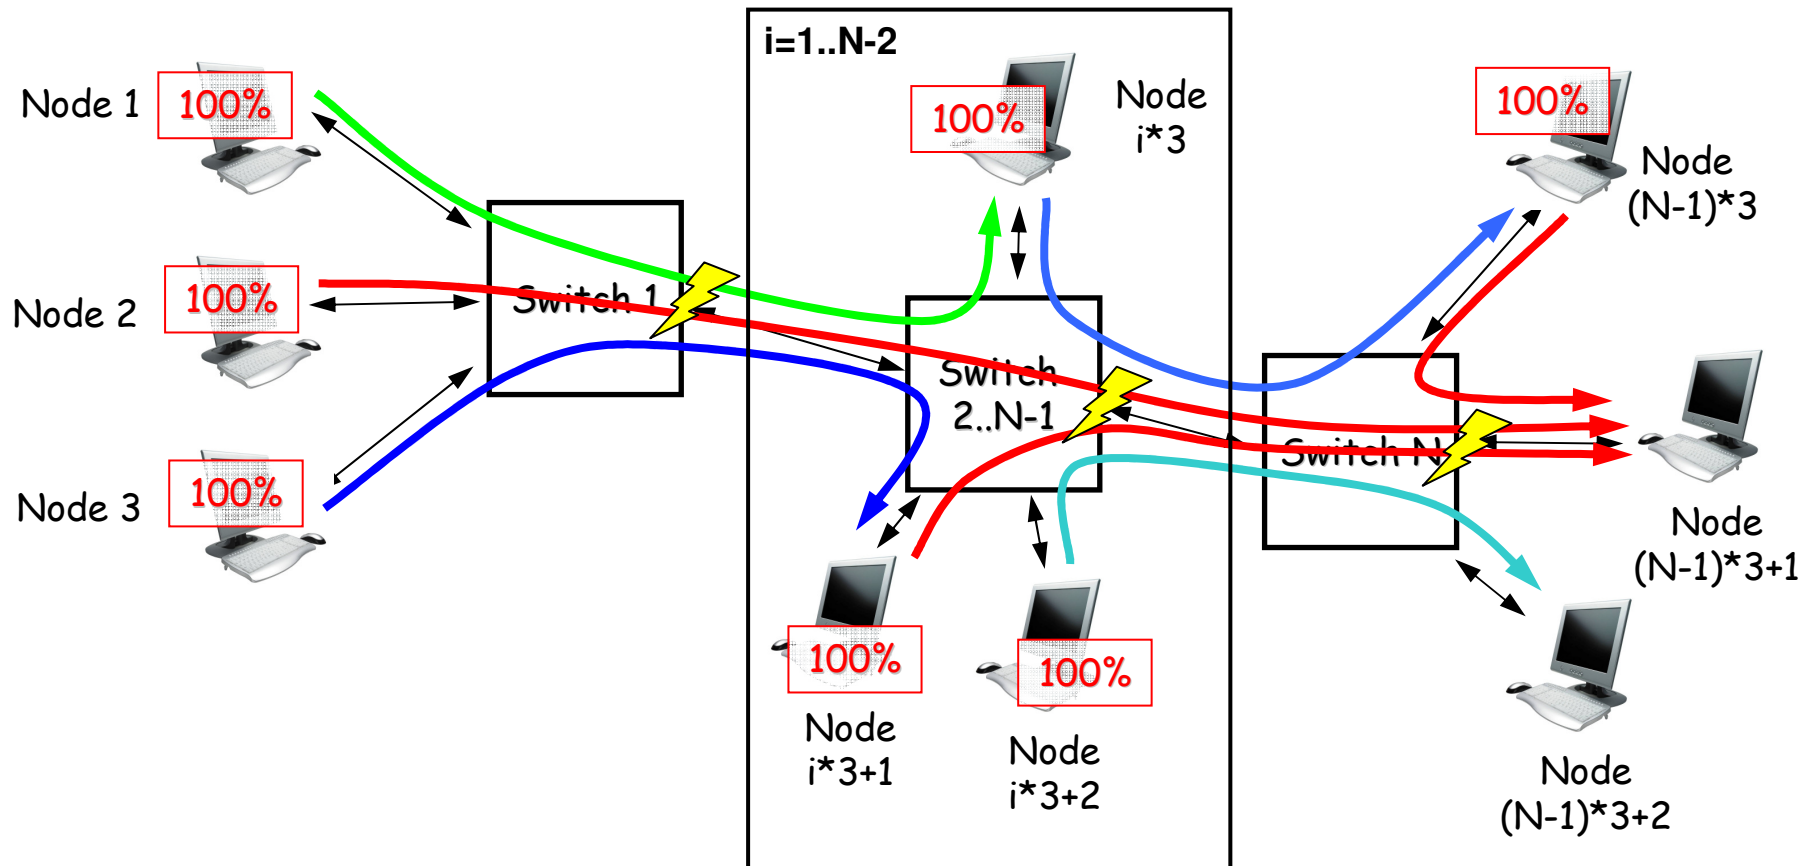 i=1..N-2
Node 1
100%
Node 2
100%
Node 3
100%
Switch 1
100%
Node
i*3
Switch
2..N-1
100%
Node
i*3+1
100%
Node
i*3+2
100%
Node
(N-1)*3
Switch N
Node
(N-1)*3+1
Node
(N-1)*3+2